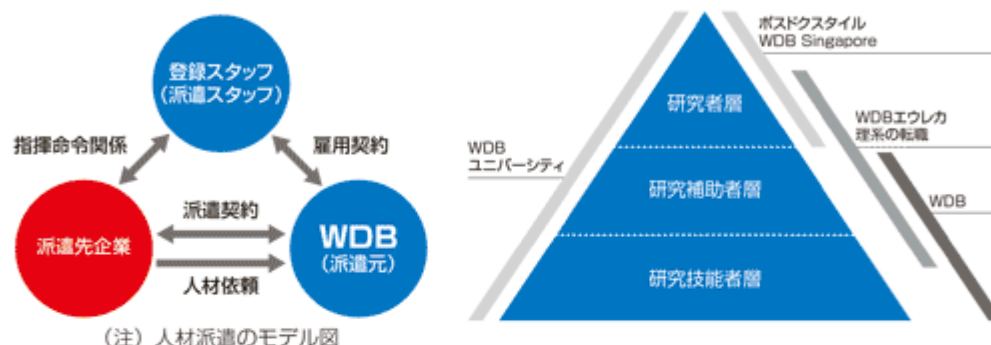 登録スタッフ
(派遣スタッフ)
指揮命令関係
雇用契約
派遣先企業
派遣契約
人材依頼
WDB
(派遣元)
(注)人材派遣のモデル図
ポスドクスタイル
WDB Singapore
WDB
ユニバーシティ
研究者層
研究補助者層
研究技能者層
WDBエウレカ
理系の転職
WDB